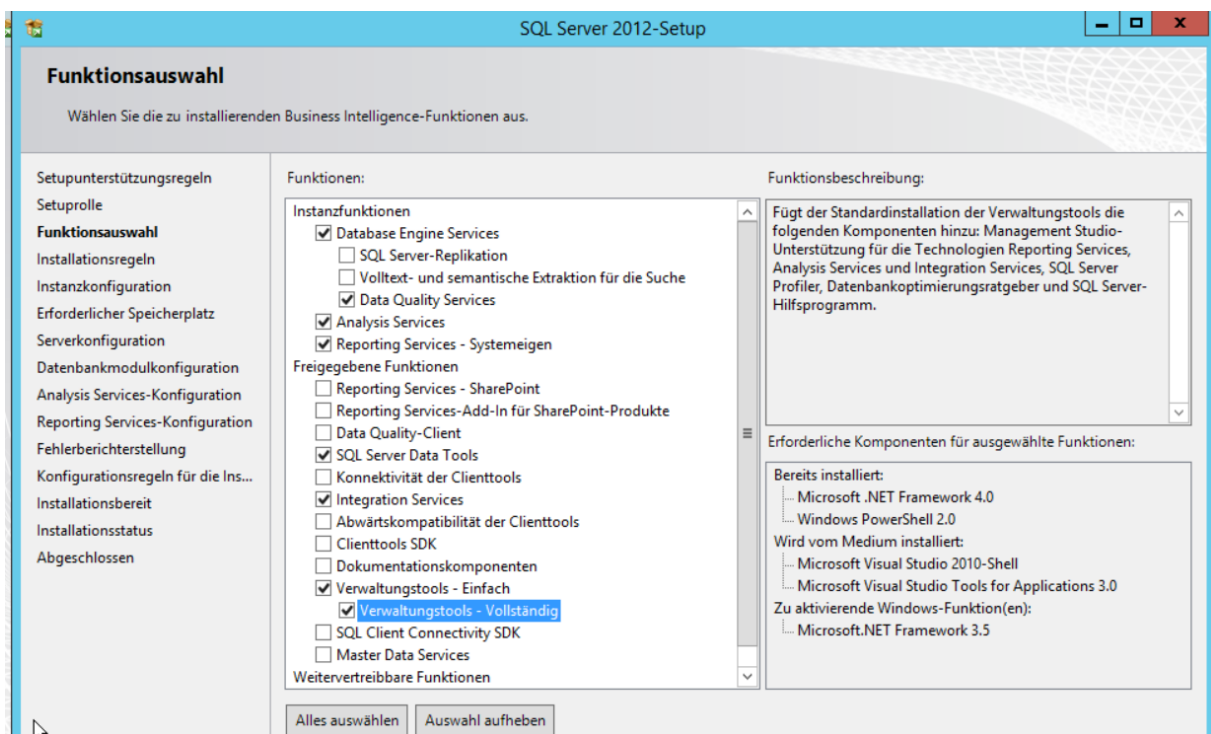 SQL Server 2012-Setup
Funktionsauswahl
Wählen Sie die zu installierenden Business Intelligence-Funktionen aus.
Setupunterstützungsregeln
Setuprolle
Funktionsauswahl
Installationsregeln
Instanzkonfiguration
Erforderlicher Speicherplatz
Serverkonfiguration
Datenbankmodulkonfiguration
Analysis Services-Konfiguration
Reporting Services-Konfiguration
Fehlerberichterstellung
Konfigurationsregeln für die Ins...
Installationsbereit
Installationsstatus
Abgeschlossen
Funktionen:
Instanzfunktionen
Database Engine Services
SQL Server-Replikation
Volltext- und semantische Extraktion für die Suche
Data Quality Services
Analysis Services
Reporting Services - Systemeigen
Freigegebene Funktionen
Reporting Services - SharePoint
Reporting Services-Add-In für SharePoint-Produkte
Data Quality-Client
SQL Server Data Tools
Konnektivität der Clienttools
Integration Services
Abwärtskompatibilität der Clienttools
Clienttools SDK
Dokumentationskomponenten
Verwaltungstools - Einfach
Verwaltungstools - Vollständig
SQL Client Connectivity SDK
Master Data Services
Weitervertreibbare Funktionen
Alles auswählen
Auswahl aufheben
Funktionsbeschreibung:
Fügt der Standardinstallation der Verwaltungstools die
folgenden Komponenten hinzu: Management Studio-
Unterstützung für die Technologien Reporting Services,
Analysis Services und Integration Services, SQL Server
Profiler, Datenbankoptimierungsratgeber und SQL Server-
Hilfsprogramm.
Erforderliche Komponenten für ausgewählte Funktionen:
Bereits installiert:
Microsoft .NET Framework 4.0
Windows PowerShell 2.0
Wird vom Medium installiert:
Microsoft Visual Studio 2010-Shell
Microsoft Visual Studio Tools for Applications 3.0
Zu aktivierende Windows-Funktion(en):
Microsoft.NET Framework 3.5